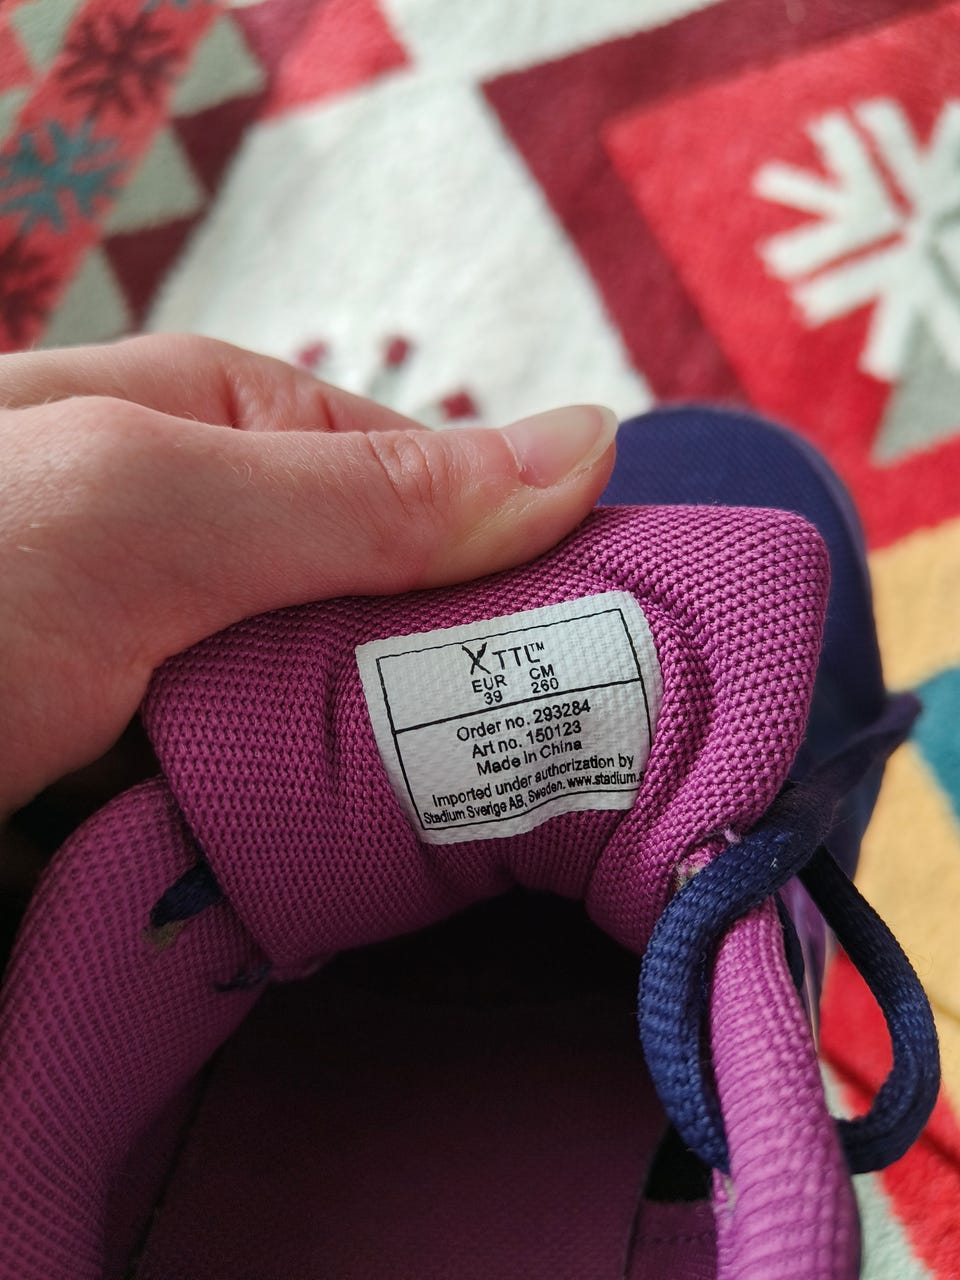 XTTL™
EUR CM
39 260
Order no. 293284
Art no. 150123
Made in China
Imported under authorization by
Stadium Sverige AB, Sweden. www.stadium.s